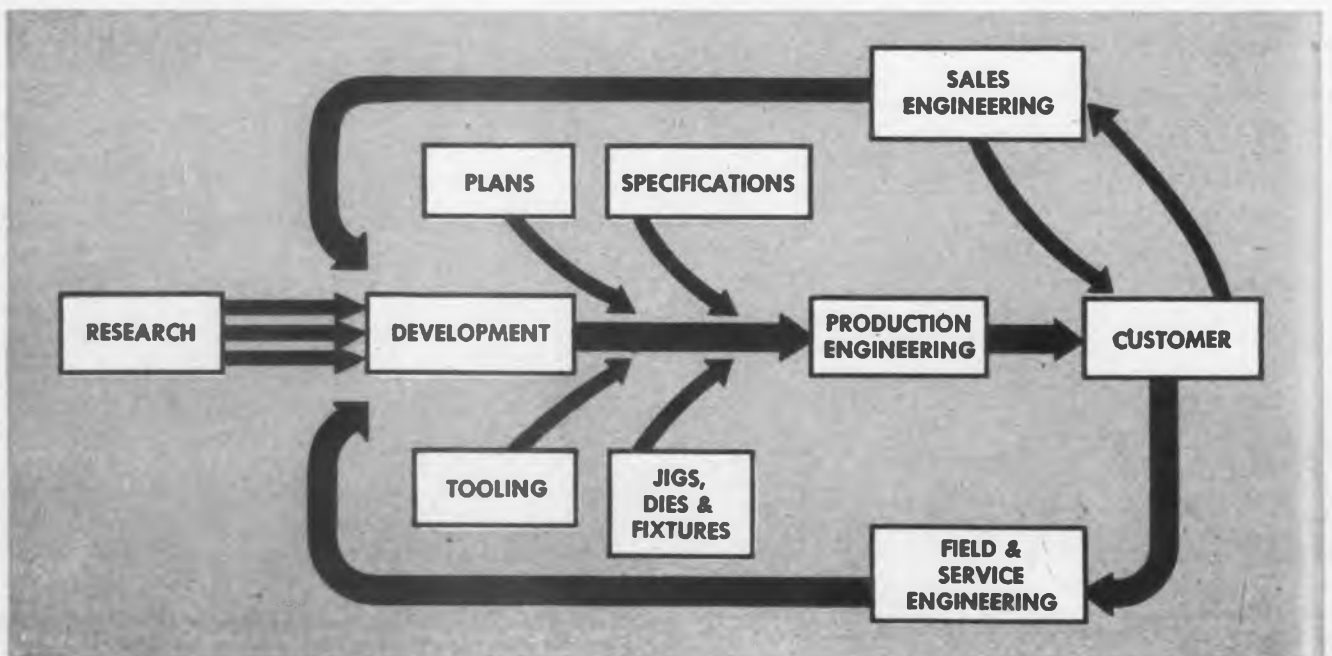 SALES
ENGINEERING
PLANS
SPECIFICATIONS
RESEARCH
DEVELOPMENT
PRODUCTION
ENGINEERING
CUSTOMER
TOOLING
JIGS,
DIES &
FIXTURES
FIELD &
SERVICE
ENGINEERING